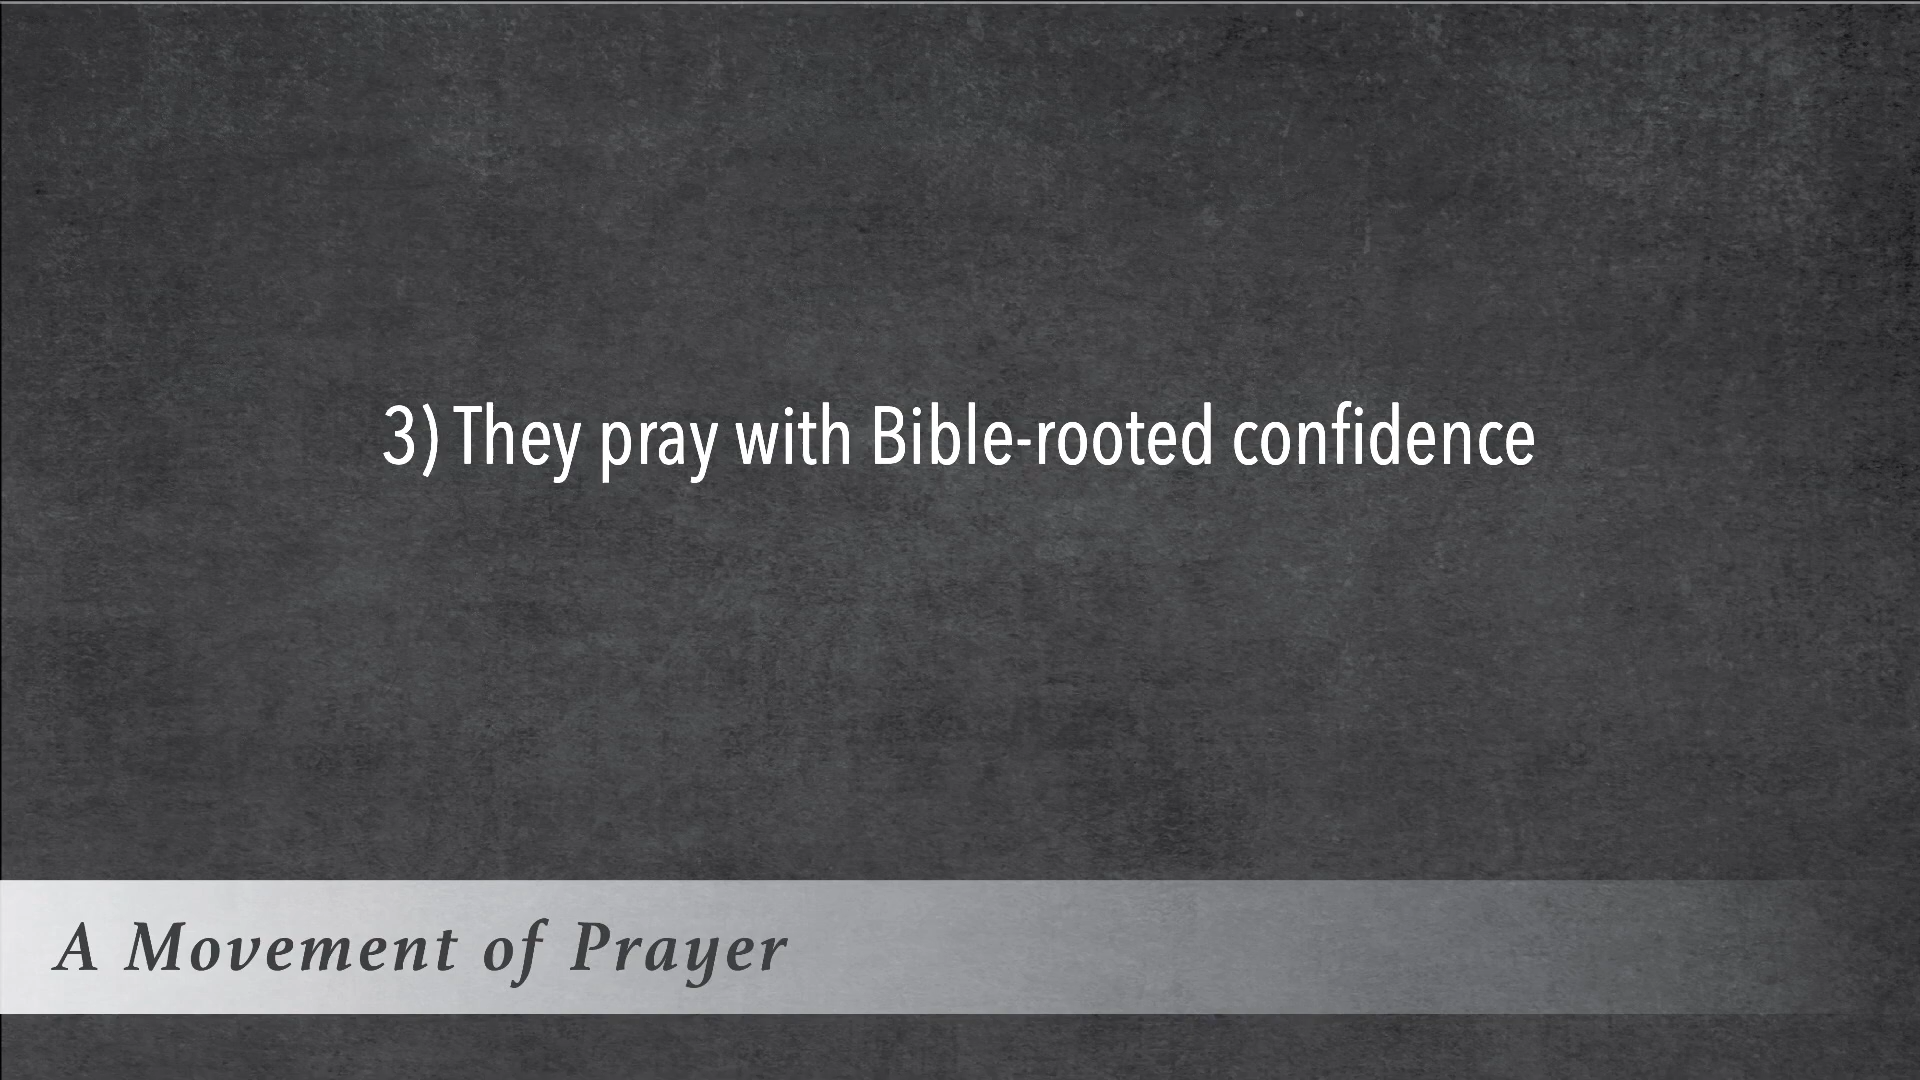 3) They pray with Bible-rooted confidence
A Movement of Prayer